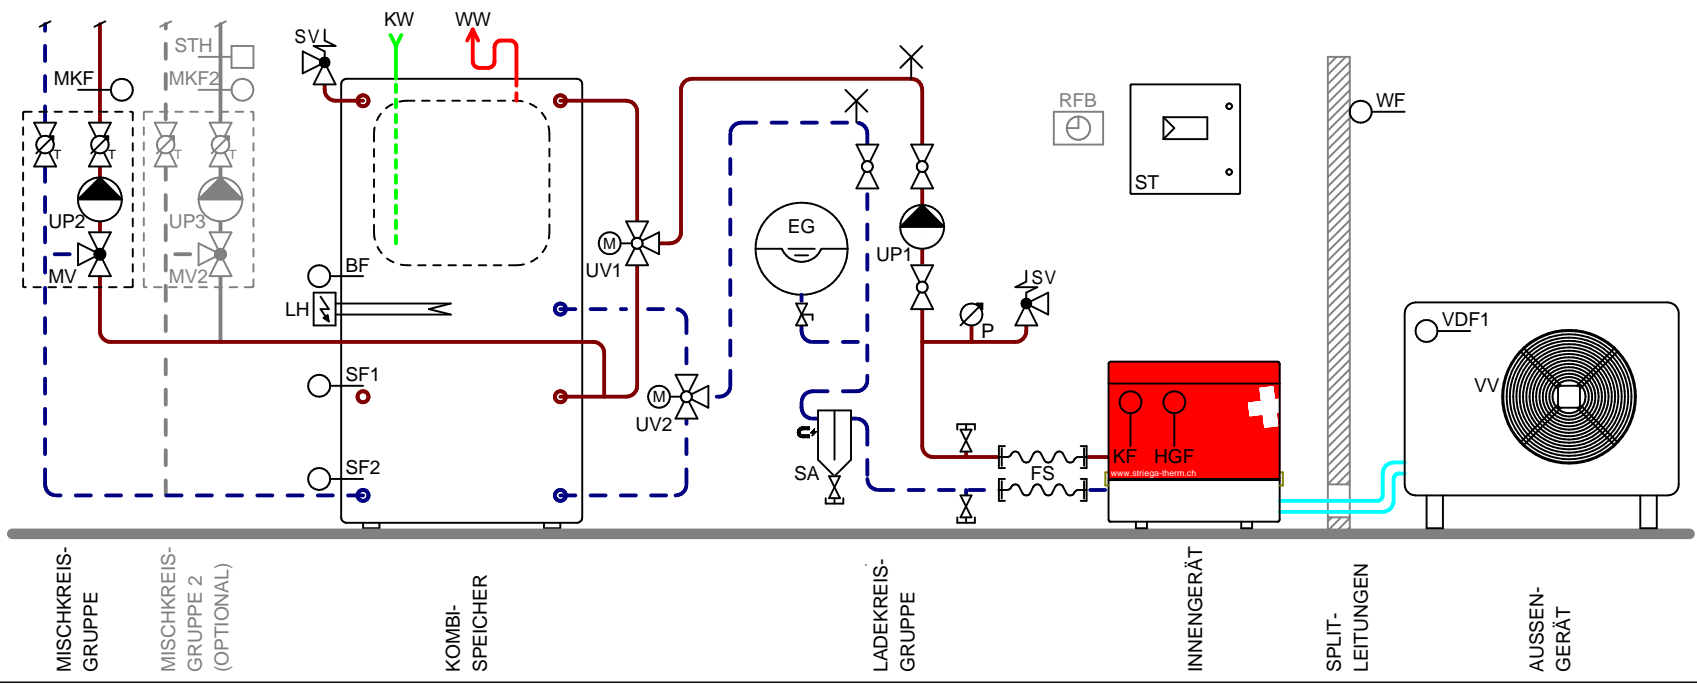 KW
WW
SV
STH
MKF
MKF2
RFB
WF
T
T
T
T
ST
UP2
UP3
EG
UP1
M
UV1
MV
MV2
BF
SV
LH
P
VDF1
SF1
VV
M
UV2
SF2
SA
FS
KF
HGF
www.striega-therm.ch
MISCHKREIS-
GRUPPE
MISCHKREIS-
GRUPPE 2
(OPTIONAL)
KOMBI-
SPEICHER
LADEKREIS-
GRUPPE
INNENGERÄT
SPLIT-
LEITUNGEN
AUSSEN-
GERÄT